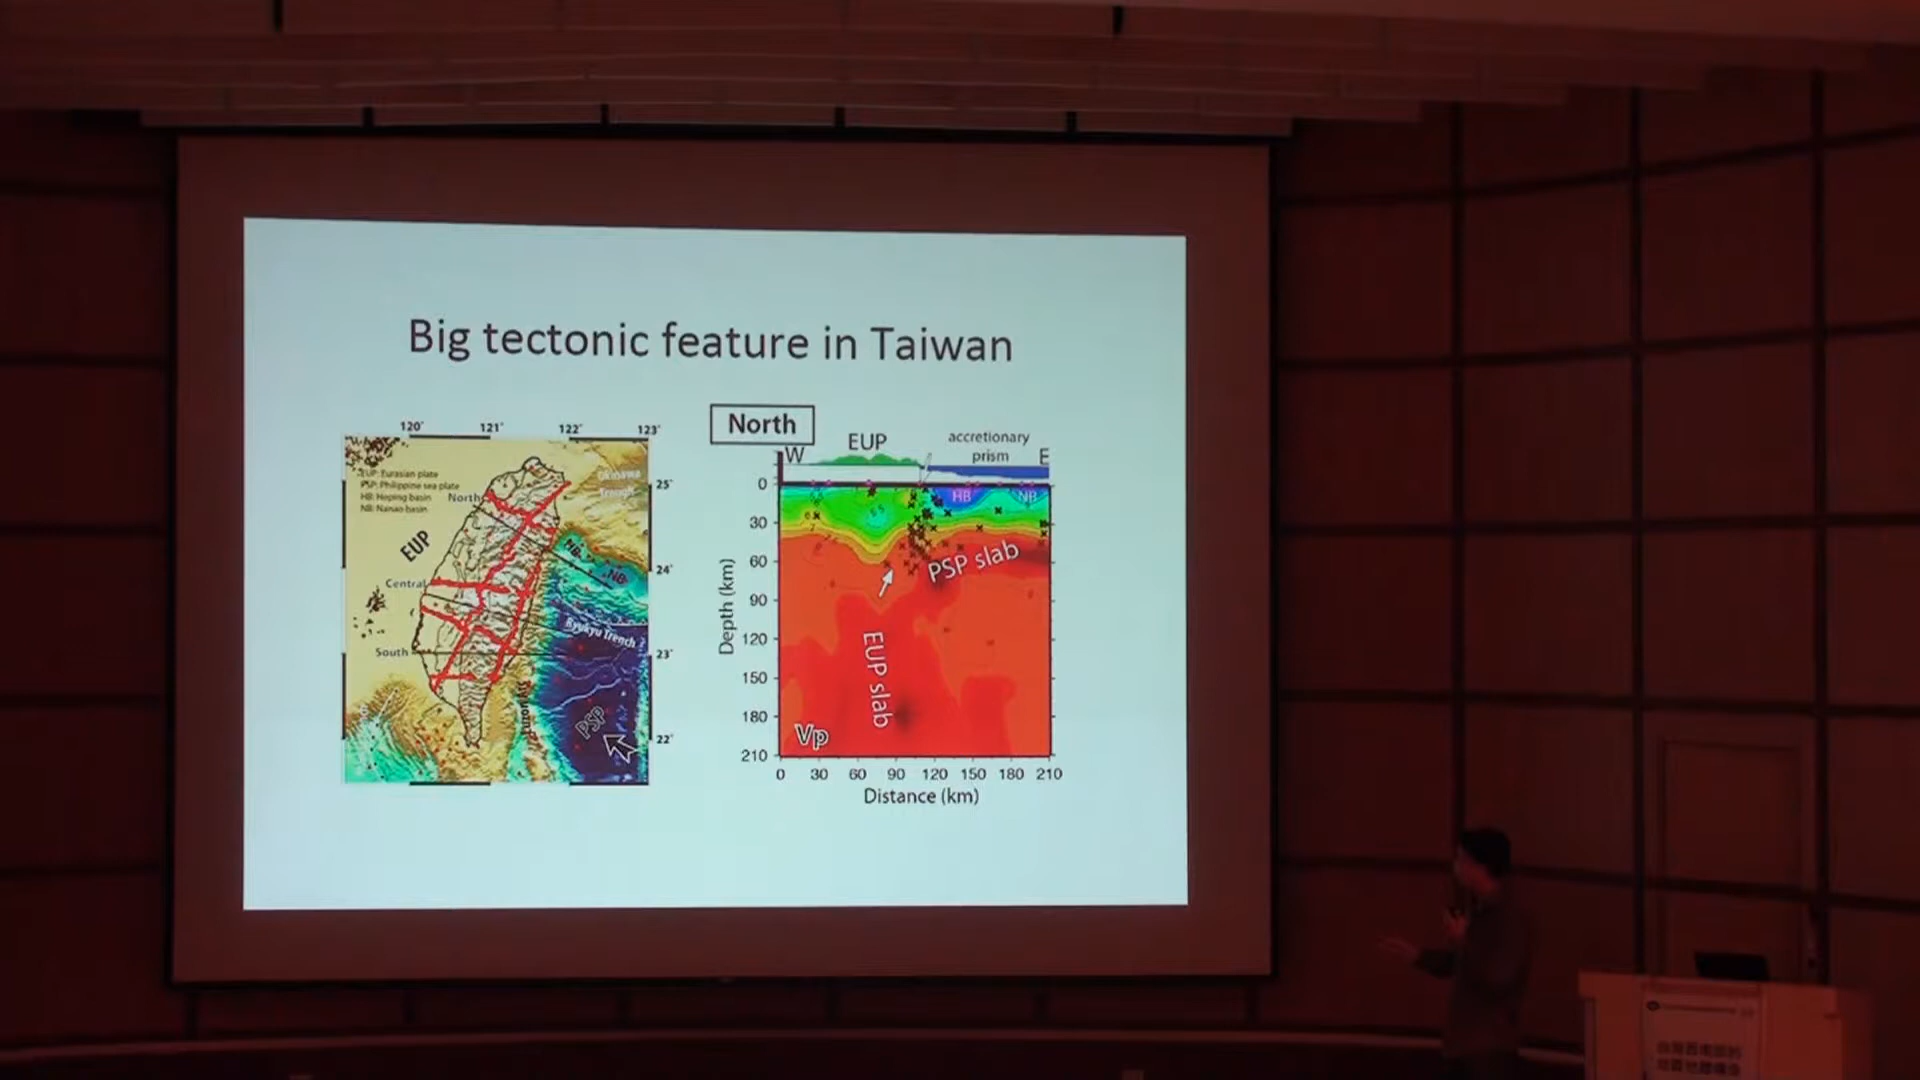 Big tectonic feature in Taiwan
120° 121° 122° 123°
EUP: Eurasian plate
PSP: Philippine sea plate
HB: Hoping basin
NB: Nanao basin
North
Okinawa
Trough
25°
EUP
HB
NB
24°
Central
Ryukyu Trench
South
23°
PSP
22°
North
W
EUP
accretionary
prism
E
HB
NB
0
30
60
90
120
150
180
210
Depth (km)
PSP slab
EUP slab
Vp
0 30 60 90 120 150 180 210
Distance (km)